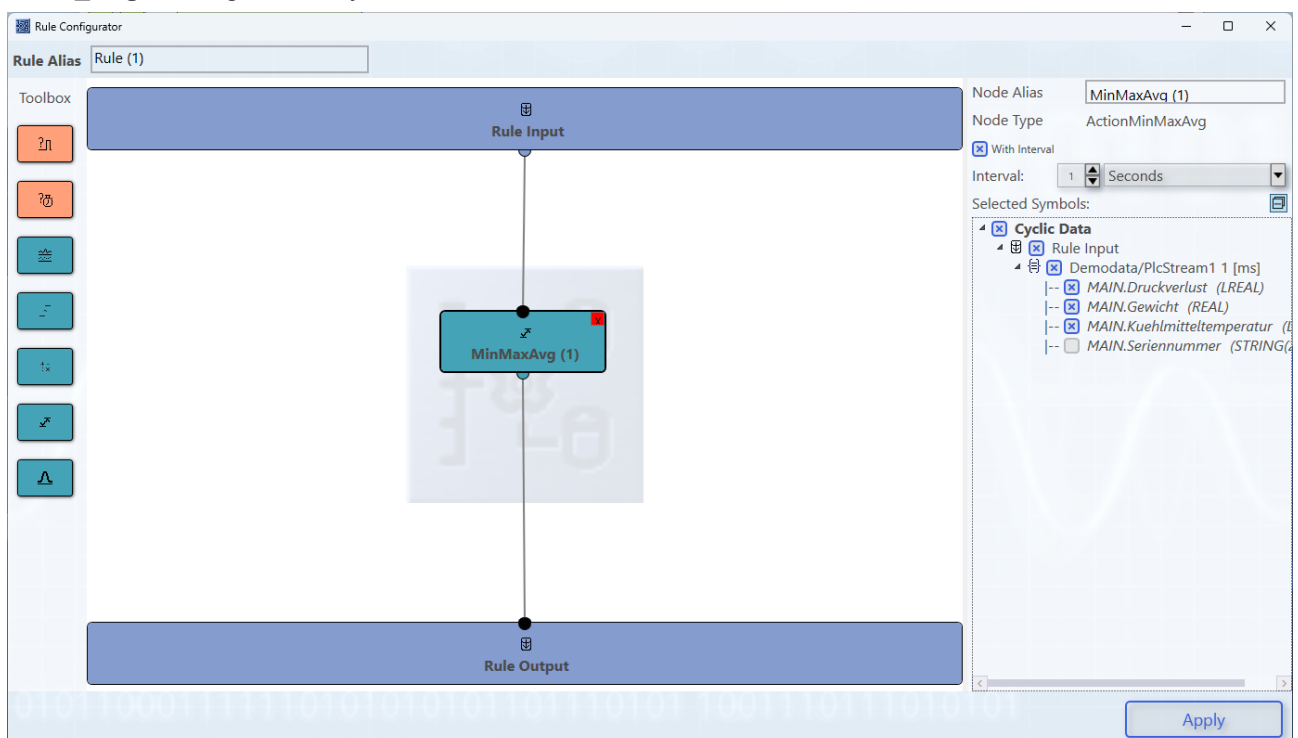 Rule Configurator
Rule Alias Rule (1)
Toolbox
Rule Input
MinMaxAvg (1)
Rule Output
Node Alias MinMaxAvg (1)
Node Type ActionMinMaxAvg
With Interval
Interval: 1 Seconds
Selected Symbols:
Cyclic Data
Rule Input
Demodata/PlcStream1 1 [ms]
|-- MAIN.Druckverlust (LREAL)
|-- MAIN.Gewicht (REAL)
|-- MAIN.Kuehlmitteltemperatur
|-- MAIN.Seriennummer (STRING(
Apply